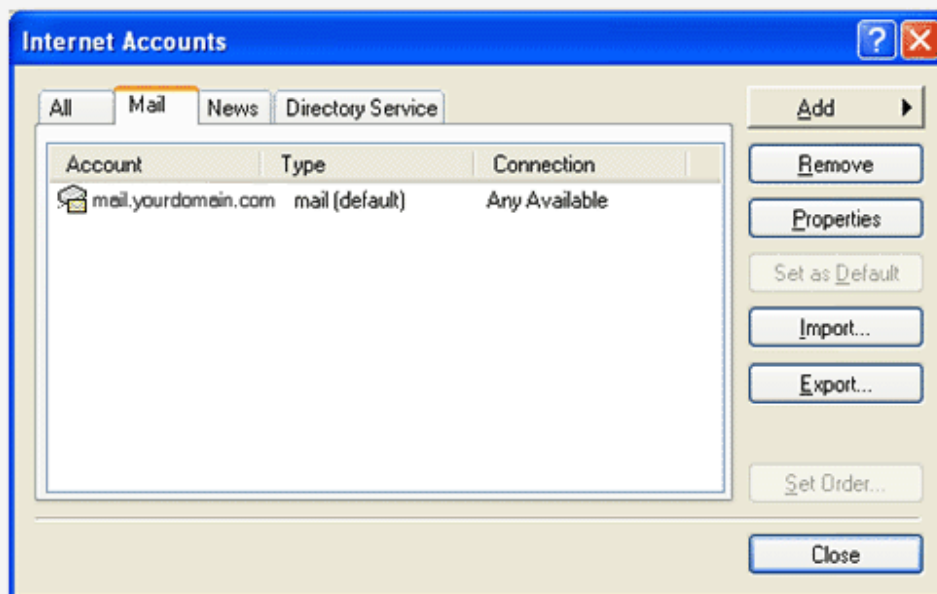 Internet Accounts
All Mail News Directory Service
Account Type Connection
mail.yourdomain.com mail (default) Any Available
Add
Remove
Properties
Set as Default
Import...
Export...
Set Order...
Close